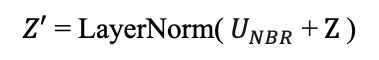 Z′ = LayerNorm( U_NBR + Z )